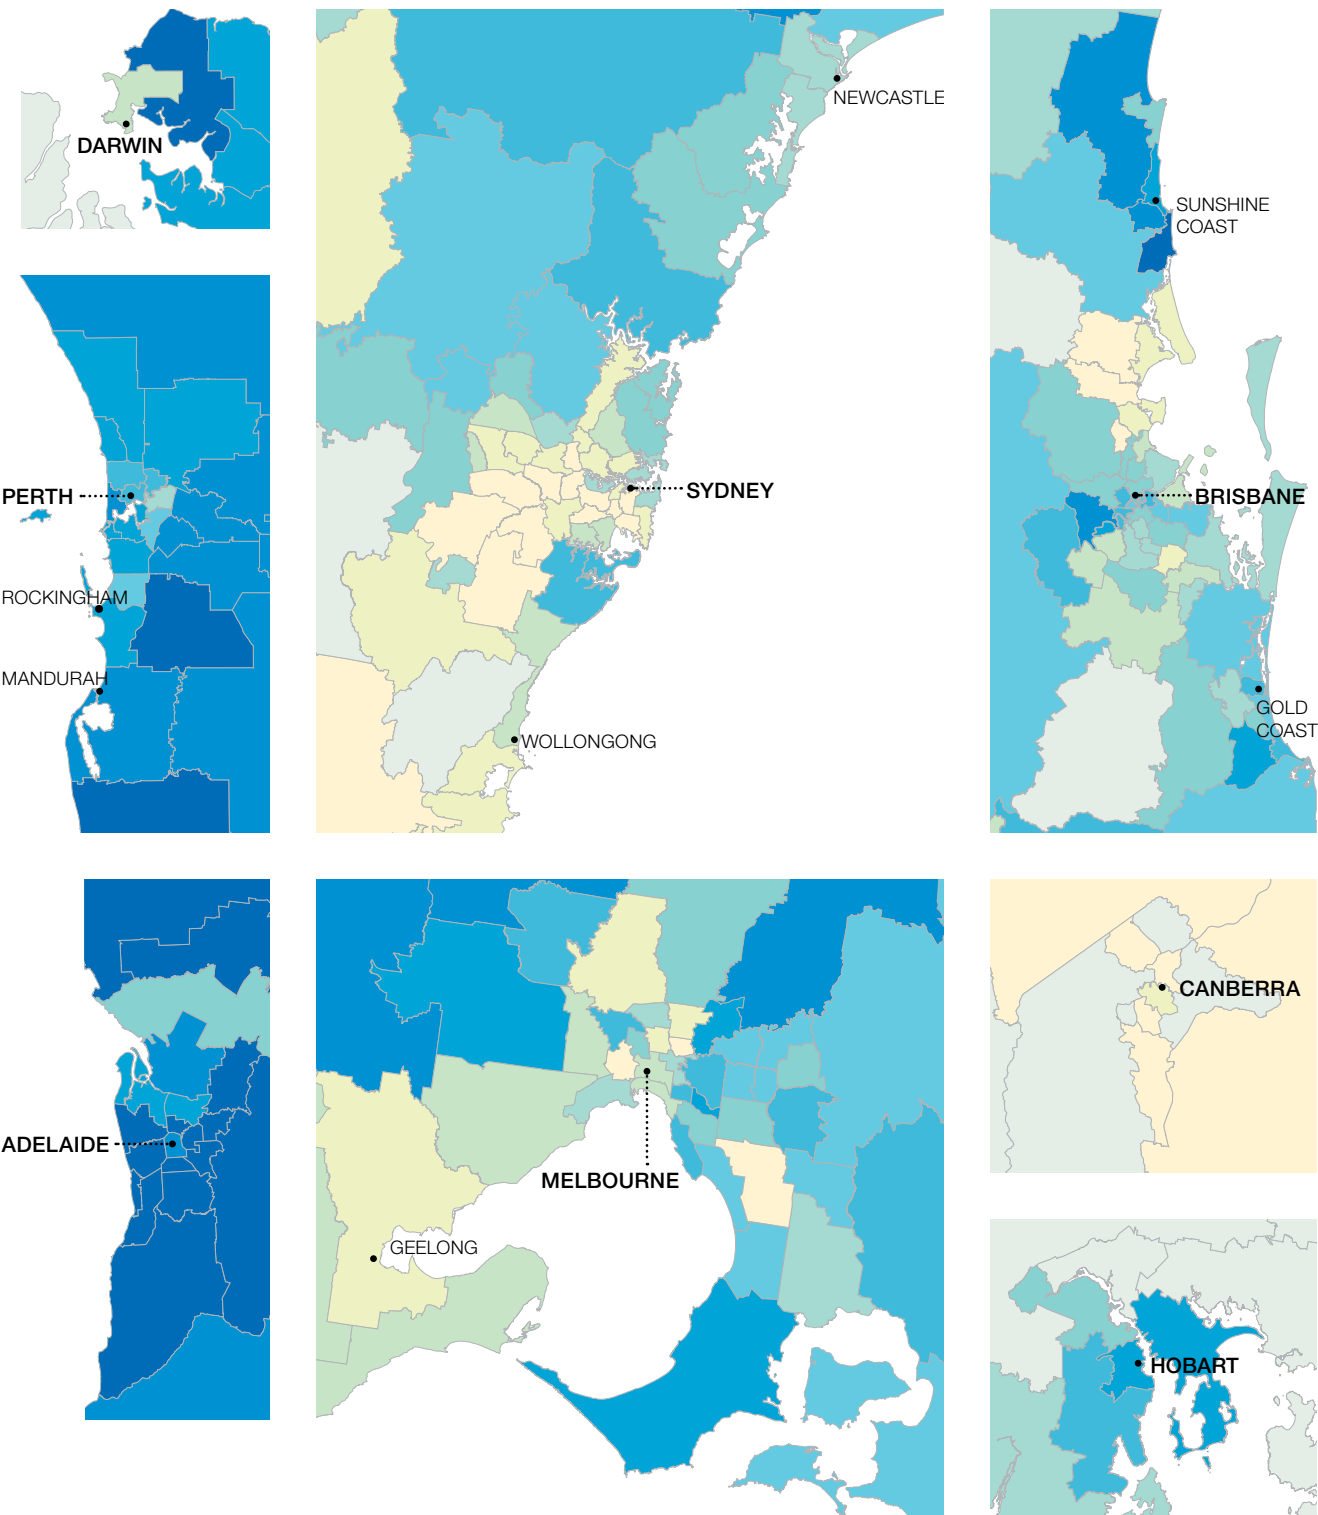 DARWIN
NEWCASTLE
SUNSHINE
COAST
PERTH
SYDNEY
BRISBANE
ROCKINGHAM
MANDURAH
WOLLONGONG
GOLD
COAST
ADELAIDE
MELBOURNE
GEELONG
CANBERRA
HOBART